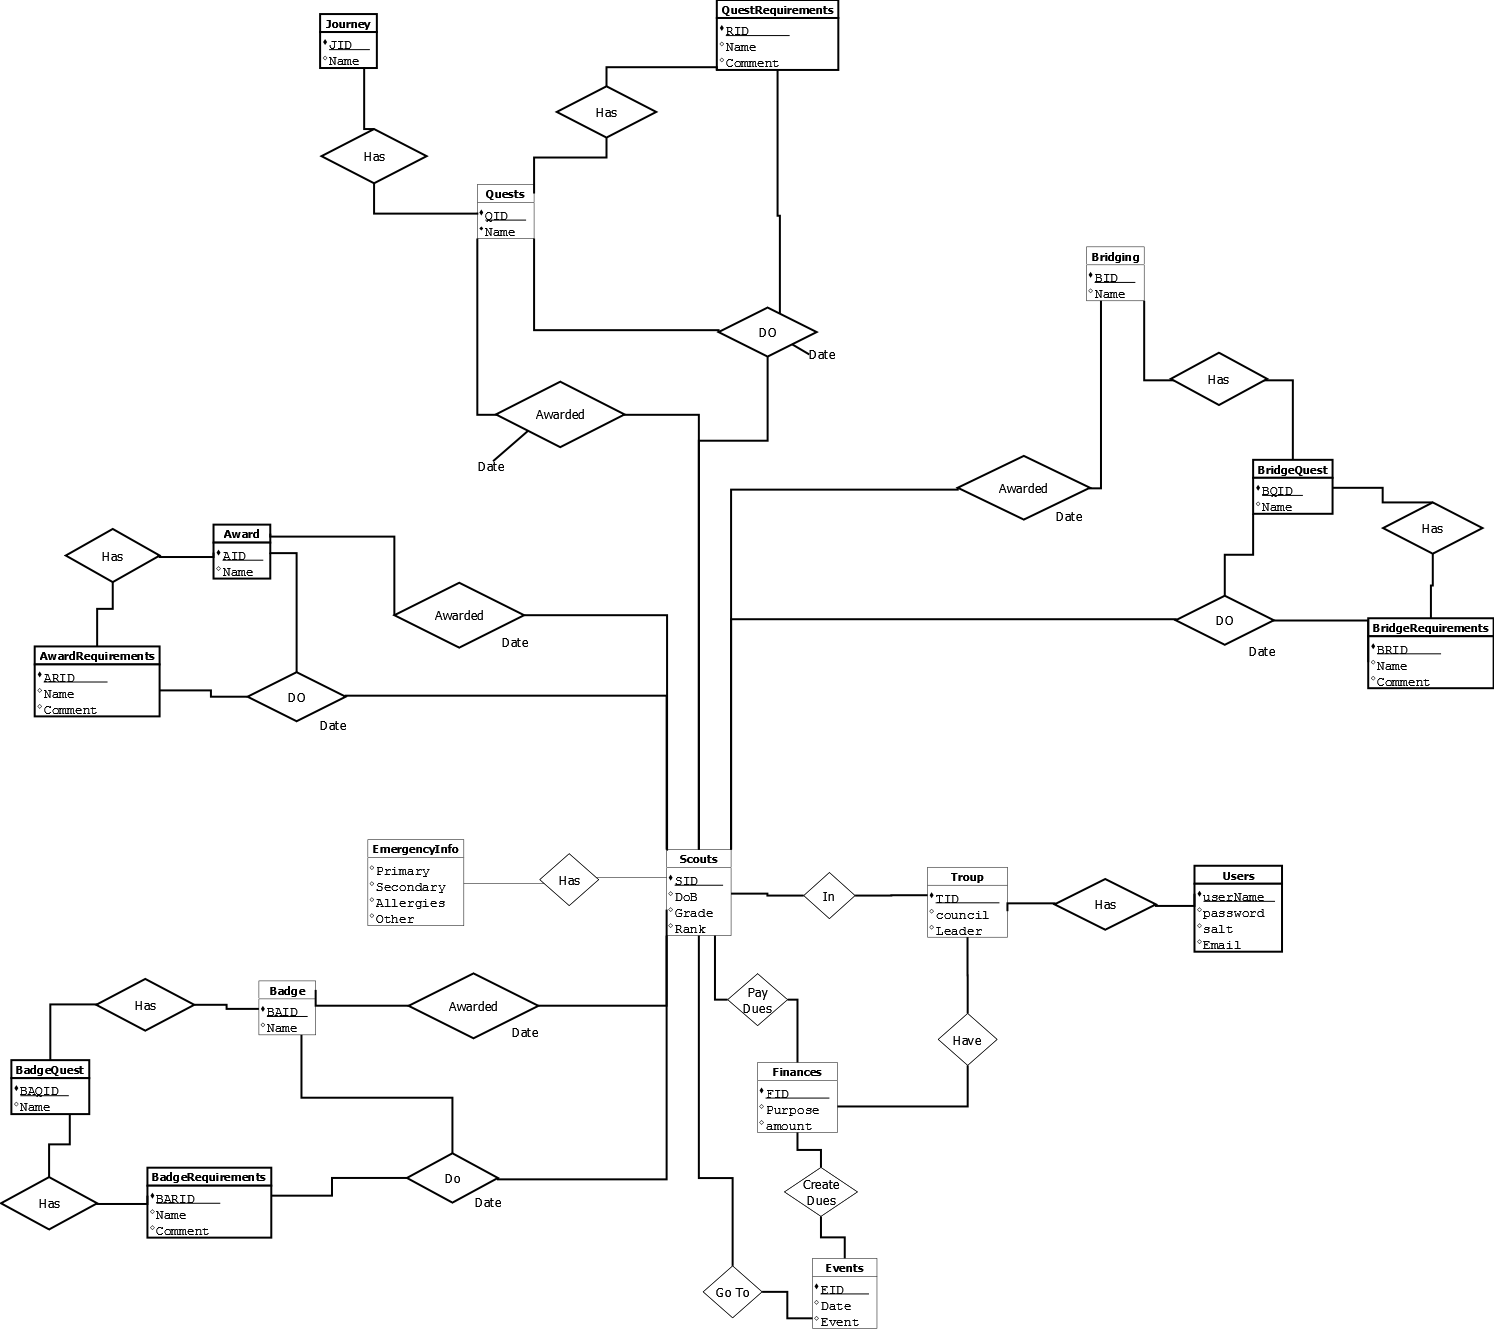 Journey
JID
Name
QuestRequirements
RID
Name
Comment
Has
Has
Quests
QID
Name
Bridging
BID
Name
DO
Date
Has
Awarded
Date
BridgeQuest
BQID
Name
Awarded
Date
Has
Award
AID
Name
Has
Awarded
Date
DO
Date
BridgeRequirements
BRID
Name
Comment
AwardRequirements
ARID
Name
Comment
DO
Date
EmergencyInfo
Primary
Secondary
Allergies
Other
Has
Scouts
SID
DoB
Grade
Rank
In
Troup
TID
council
Leader
Has
Users
userName
password
salt
Email
Badge
BAID
Name
Has
Awarded
Date
Pay
Dues
Have
BadgeQuest
BAQID
Name
Finances
FID
Purpose
amount
Has
BadgeRequirements
BARID
Name
Comment
Do
Date
Create
Dues
Go To
Events
EID
Date
Event